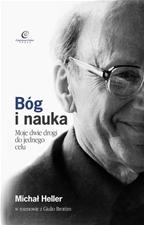 Bóg
i nauka
Moje dwie drogi
do jednego
celu
Michał Heller
w rozmowie z Giulio Brottim